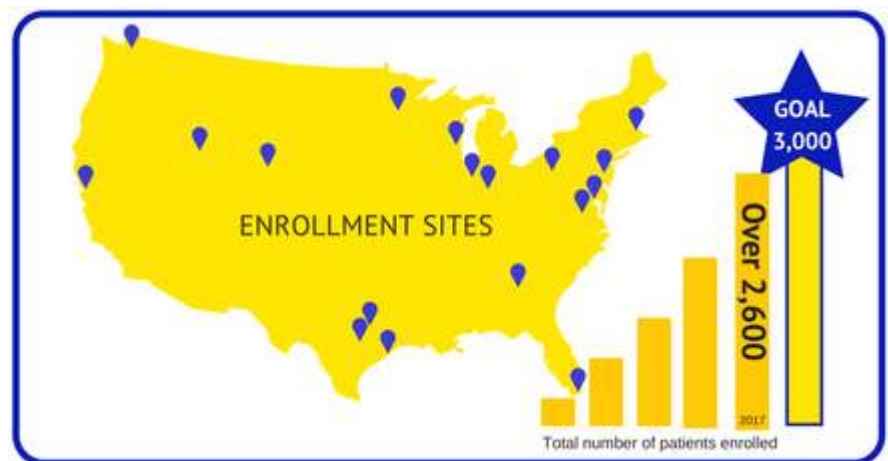 GOAL
3,000
ENROLLMENT SITES
Over 2,600
2017
Total number of patients enrolled